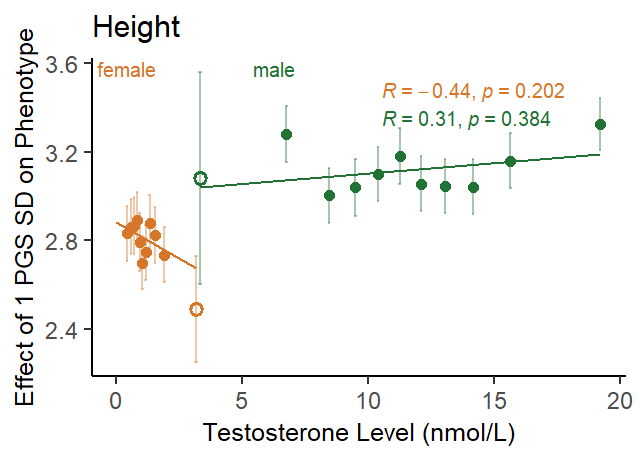 Height
Effect of 1 PGS SD on Phenotype
3.6
3.2
2.8
2.4
female
male
R = − 0.44, p = 0.202
R = 0.31, p = 0.384
0 5 10 15 20
Testosterone Level (nmol/L)